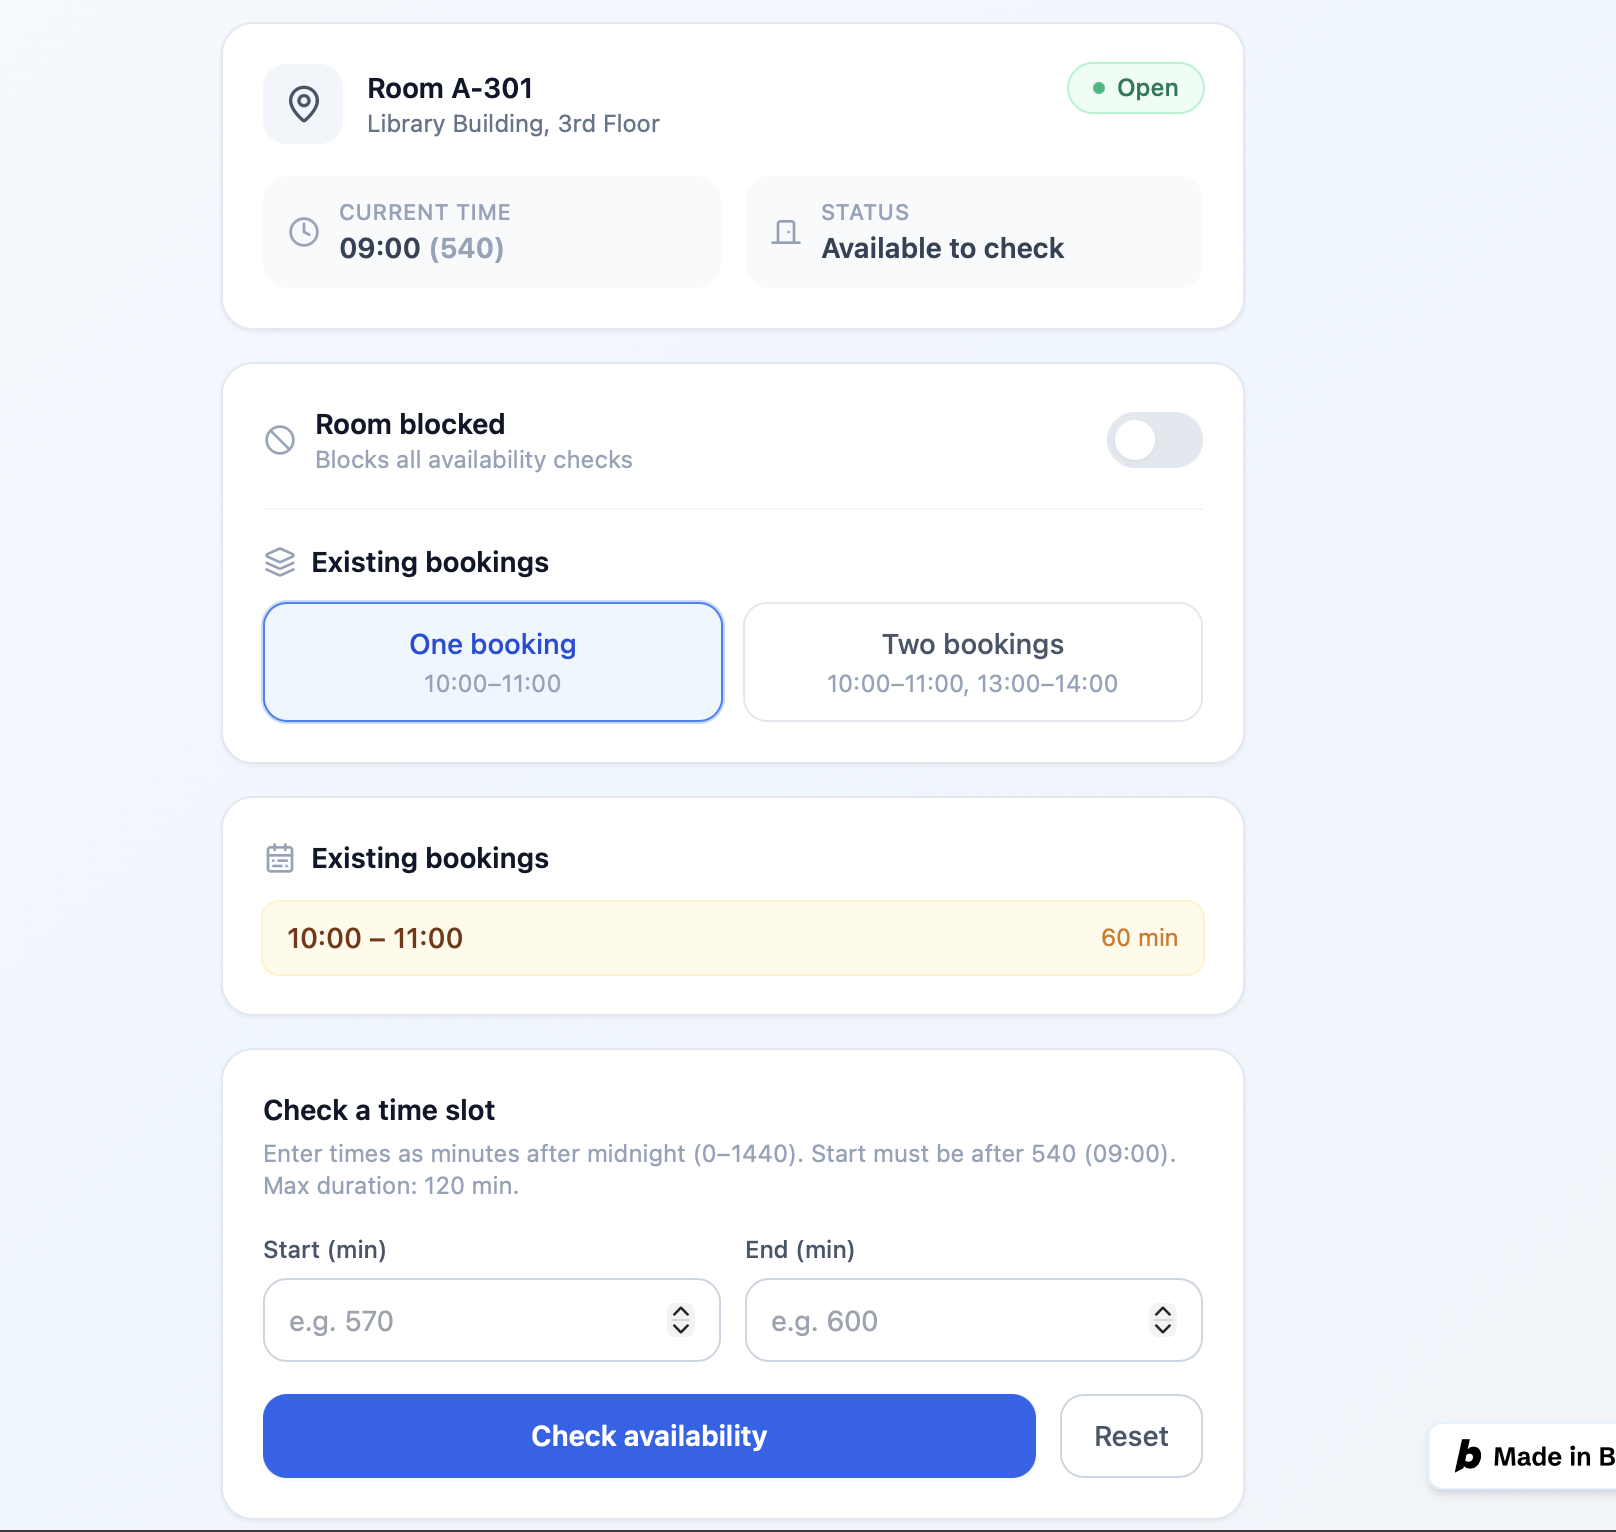 Room A-301
Library Building, 3rd Floor
Open
CURRENT TIME
09:00 (540)
STATUS
Available to check
Room blocked
Blocks all availability checks
Existing bookings
One booking
10:00–11:00
Two bookings
10:00–11:00, 13:00–14:00
Existing bookings
10:00 – 11:00
60 min
Check a time slot
Enter times as minutes after midnight (0–1440). Start must be after 540 (09:00).
Max duration: 120 min.
Start (min)
End (min)
e.g. 570
e.g. 600
Check availability
Reset
Made in B